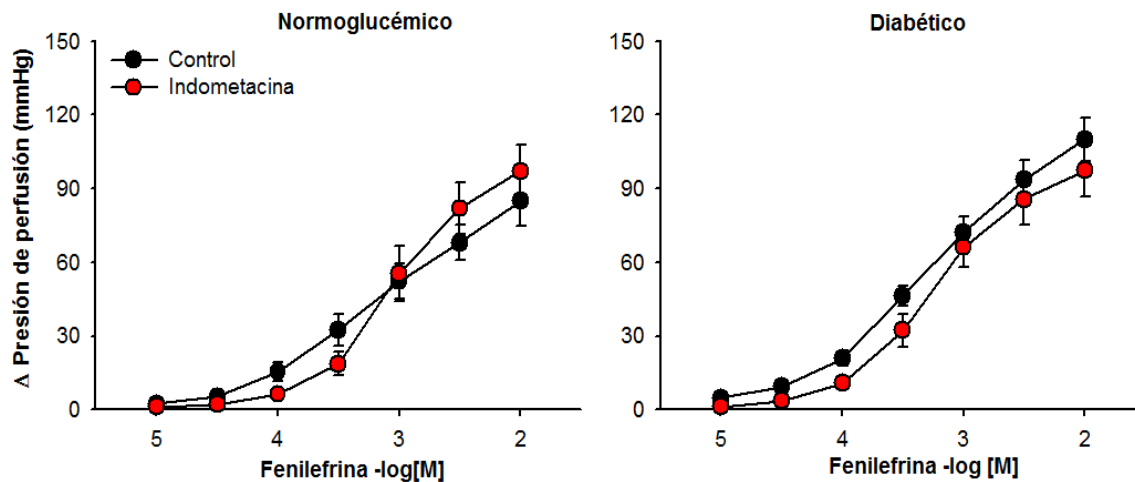 Normoglucémico
Diabético
Δ Presión de perfusión (mmHg)
150
120
90
60
30
0
Control
Indometacina
5 4 3 2
Fenilefrina -log[M]
150
120
90
60
30
0
5 4 3 2
Fenilefrina -log [M]